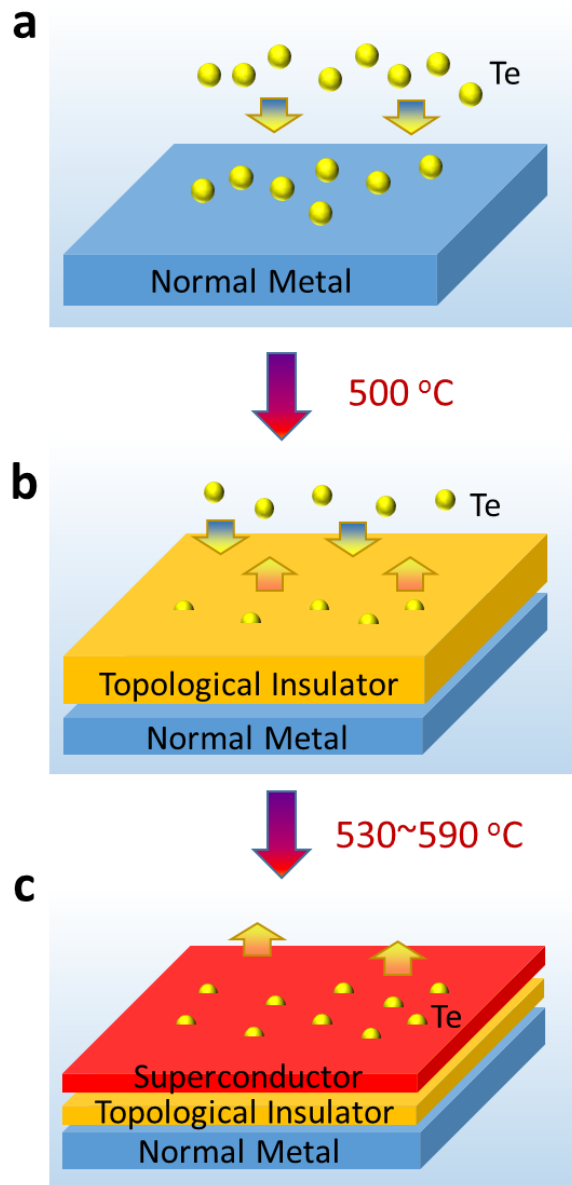 a
Te
Normal Metal
500 °C
b
Te
Topological Insulator
Normal Metal
530~590 °C
c
Te
Superconductor
Topological Insulator
Normal Metal